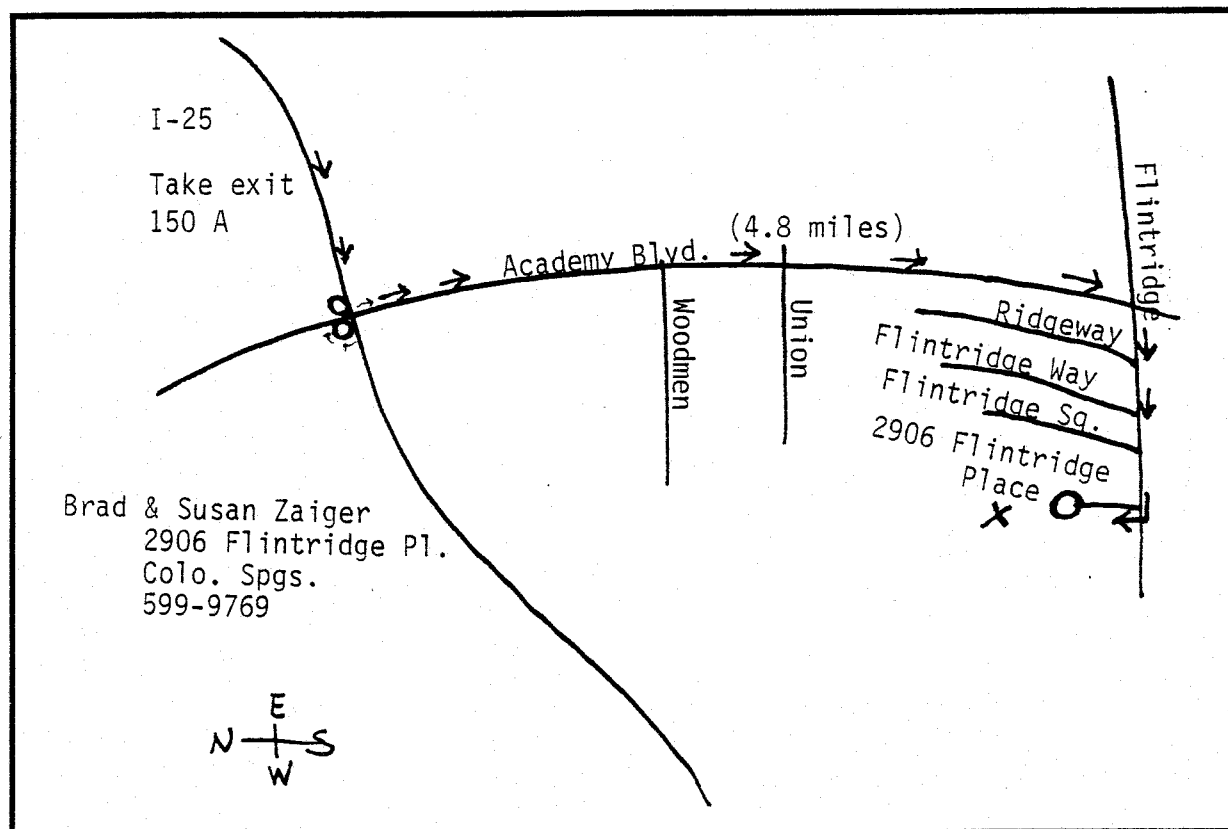 I-25
Take exit
150 A
Academy Blvd.
(4.8 miles)
Flintridge
Woodmen
Union
Ridgeway
Flintridge Way
Flintridge Sq.
2906 Flintridge
Place
X
Brad & Susan Zaiger
2906 Flintridge Pl.
Colo. Spgs.
599-9769
E
N S
W